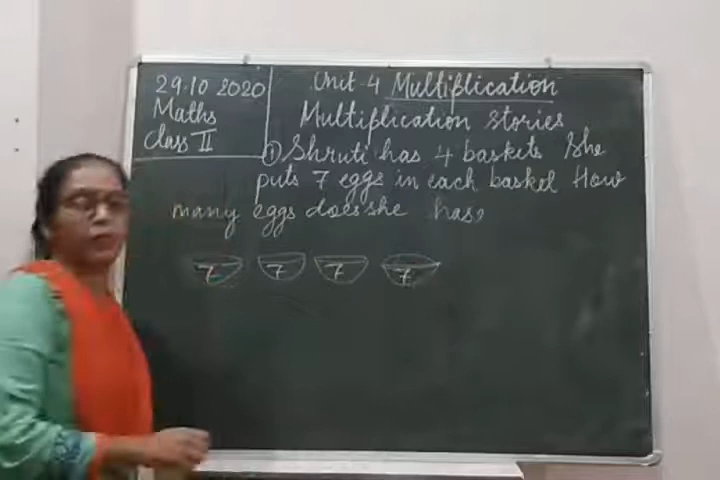 29.10 2020
Maths
Class II
Unit-4 Multiplication
Multiplication stories
① Shruti has 4 baskets She
puts 7 eggs in each basket How
many eggs does she has?
7 7 7 7